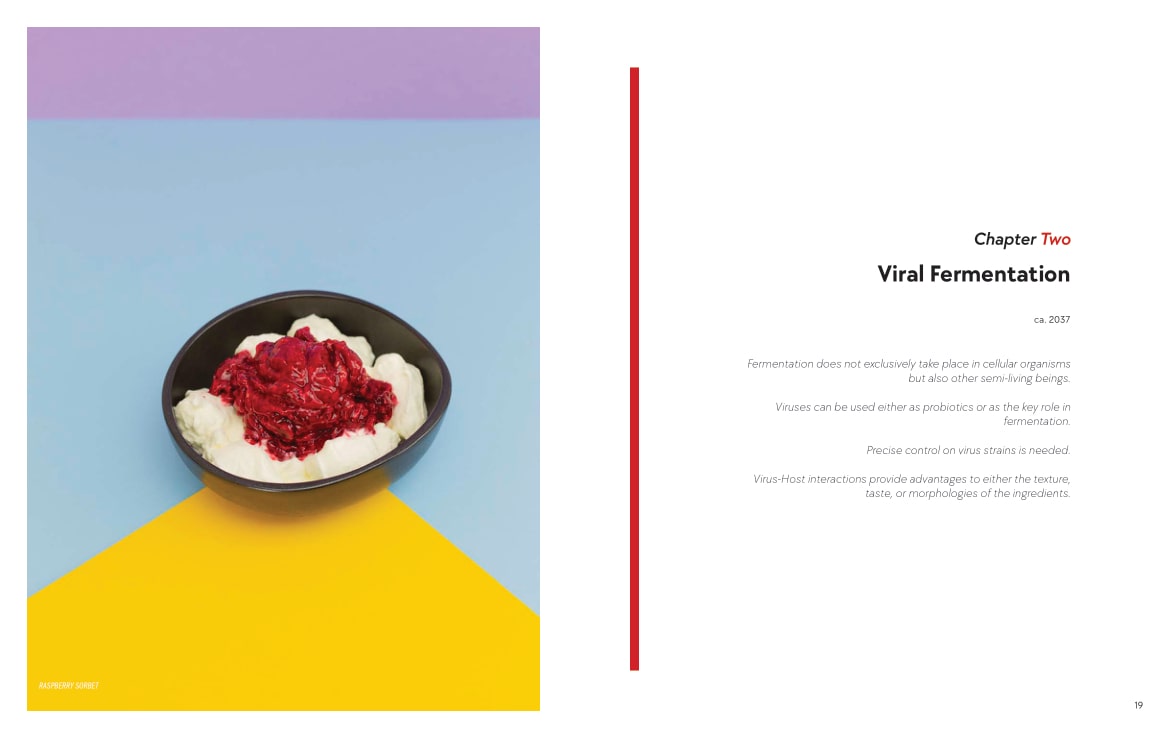 RASPBERRY SORBET
Chapter Two
Viral Fermentation
ca. 2037
Fermentation does not exclusively take place in cellular organisms
but also other semi-living beings.
Viruses can be used either as probiotics or as the key role in
fermentation.
Precise control on virus strains is needed.
Virus-Host interactions provide advantages to either the texture,
taste, or morphologies of the ingredients.
19